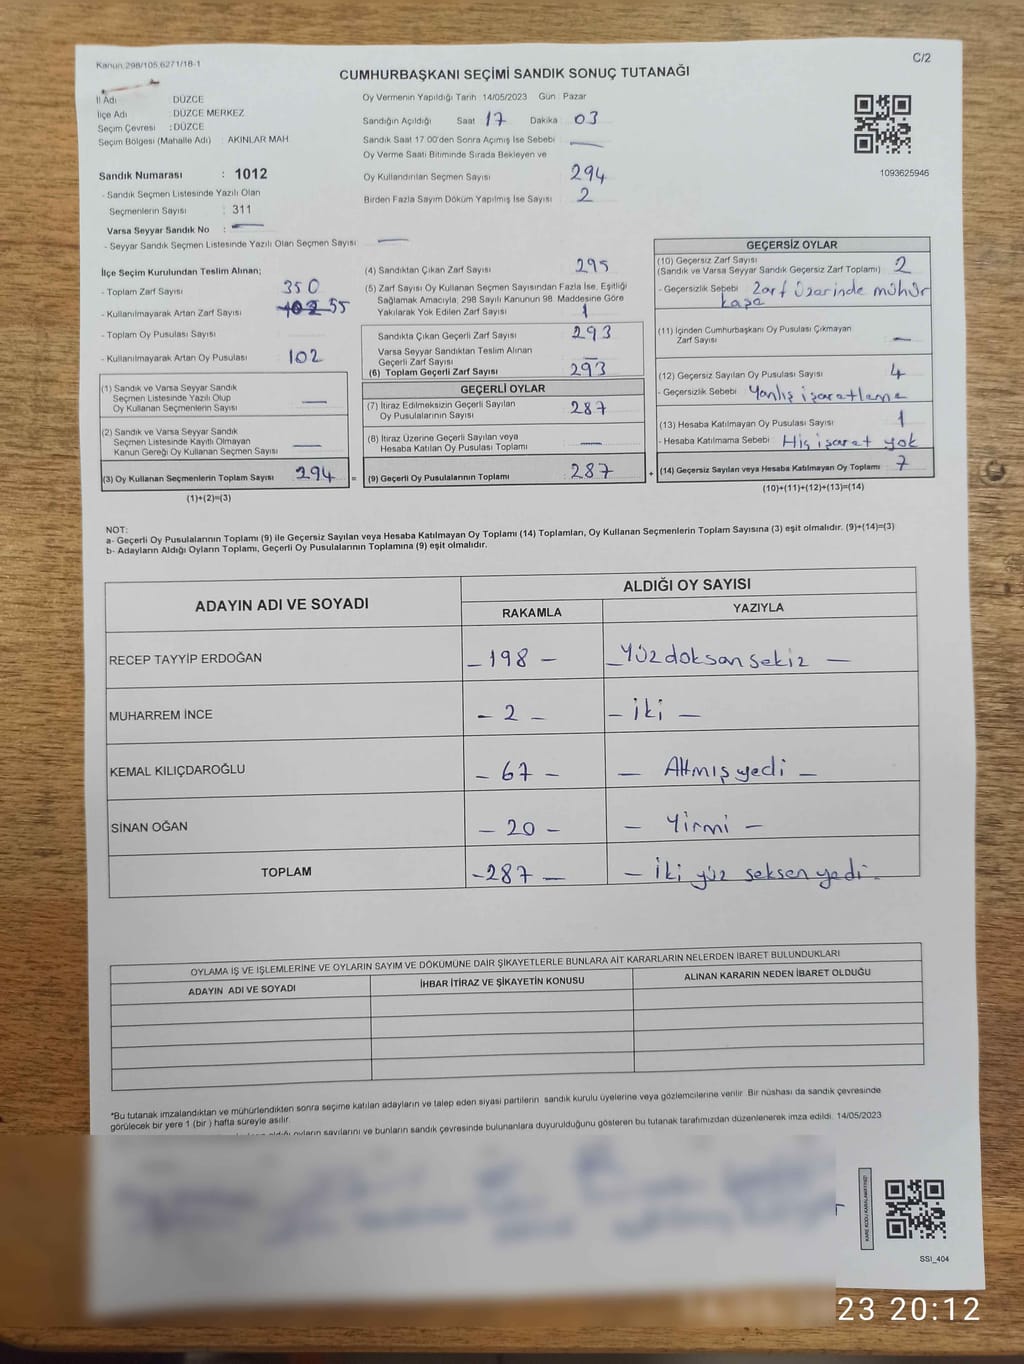 Kanun:298/105,6271/18-1
C/2
CUMHURBAŞKANI SEÇİMİ SANDIK SONUÇ TUTANAĞI
İl Adı DÜZCE
İlçe Adı DÜZCE MERKEZ
Seçim Çevresi : DÜZCE
Seçim Bölgesi (Mahalle Adı) : AKINLAR MAH
Oy Vermenin Yapıldığı Tarih 14/05/2023 Gün : Pazar
Sandığın Açıldığı Saat 17 Dakika 03
Sandık Saat 17 00'den Sonra Açımış İse Sebebi —
Oy Verme Saati Bitiminde Sırada Bekleyen ve
Oy Kullandırılan Seçmen Sayısı 294
Birden Fazla Sayım Döküm Yapılmış İse Sayısı 2
1093625946
Sandık Numarası : 1012
- Sandık Seçmen Listesinde Yazılı Olan
Seçmenlerin Sayısı : 311
Varsa Seyyar Sandık No : —
- Seyyar Sandık Seçmen Listesinde Yazılı Olan Seçmen Sayısı —
İlçe Seçim Kurulundan Teslim Alınan;
- Toplam Zarf Sayısı 350
- Kullanılmayarak Artan Zarf Sayısı 55
- Toplam Oy Pusulası Sayısı
- Kullanılmayarak Artan Oy Pusulası 102
(1) Sandık ve Varsa Seyyar Sandık
Seçmen Listesinde Yazılı Olup
Oy Kullanan Seçmenlerin Sayısı —
(2) Sandık ve Varsa Seyyar Sandık
Seçmen Listesinde Kayıtlı Olmayan
Kanun Gereği Oy Kullanan Seçmen Sayısı —
(3) Oy Kullanan Seçmenlerin Toplam Sayısı 294
(1)+(2)=(3)
(4) Sandıktan Çıkan Zarf Sayısı 295
(5) Zarf Sayısı Oy Kullanan Seçmen Sayısından Fazla İse, Eşitliği
Sağlamak Amacıyla, 298 Sayılı Kanunun 98. Maddesine Göre
Yakılarak Yok Edilen Zarf Sayısı 1
Sandıkta Çıkan Geçerli Zarf Sayısı 293
Varsa Seyyar Sandıktan Teslim Alınan
Geçerli Zarf Sayısı —
(6) Toplam Geçerli Zarf Sayısı 293
GEÇERLİ OYLAR
(7) İtiraz Edilmeksizin Geçerli Sayılan
Oy Pusulalarının Sayısı 287
(8) İtiraz Üzerine Geçerli Sayılan veya
Hesaba Katılan Oy Pusulası Toplamı —
= (9) Geçerli Oy Pusulalarının Toplamı 287
GEÇERSİZ OYLAR
(10) Geçersiz Zarf Sayısı
(Sandık ve Varsa Seyyar Sandık Geçersiz Zarf Toplamı) 2
- Geçersizlik Sebebi Zarf Üzerinde mühür
kaşe
(11) İçinden Cumhurbaşkanı Oy Pusulası Çıkmayan
Zarf Sayısı —
(12) Geçersiz Sayılan Oy Pusulası Sayısı 4
- Geçersizlik Sebebi Yanlış işaretleme
(13) Hesaba Katılmayan Oy Pusulası Sayısı 1
- Hesaba Katılmama Sebebi Hiç işaret yok
+ (14) Geçersiz Sayılan veya Hesaba Katılmayan Oy Toplamı 7
(10)+(11)+(12)+(13)=(14)
NOT:
a- Geçerli Oy Pusulalarının Toplamı (9) ile Geçersiz Sayılan veya Hesaba Katılmayan Oy Toplamı (14) Toplamları, Oy Kullanan Seçmenlerin Toplam Sayısına (3) eşit olmalıdır. (9)+(14)=(3)
b- Adayların Aldığı Oyların Toplamı, Geçerli Oy Pusulalarının Toplamına (9) eşit olmalıdır.
ADAYIN ADI VE SOYADI ALDIĞI OY SAYISI
RAKAMLA YAZIYLA
RECEP TAYYİP ERDOĞAN – 198 – – Yüzdoksansekiz –
MUHARREM İNCE – 2 – – iki –
KEMAL KILIÇDAROĞLU – 67 – – Altmışyedi –
SİNAN OĞAN – 20 – – Yirmi –
TOPLAM – 287 – – İki yüz seksen yedi –
OYLAMA İŞ VE İŞLEMLERİNE VE OYLARIN SAYIM VE DÖKÜMÜNE DAİR ŞİKAYETLERLE BUNLARA AİT KARARLARIN NELERDEN İBARET BULUNDUKLARI
ADAYIN ADI VE SOYADI İHBAR İTİRAZ VE ŞİKAYETİN KONUSU ALINAN KARARIN NEDEN İBARET OLDUĞU
*Bu tutanak imzalandıktan ve mühürlendikten sonra seçime katılan adayların ve talep eden siyasi partilerin sandık kurulu üyelerine veya gözlemcilerine verilir. Bir nüshası da sandık çevresinde
görülecek bir yere 1 (bir ) hafta süreyle asılır.
aldığı oyların sayılarını ve bunların sandık çevresinde bulunanlara duyurulduğunu gösteren bu tutanak tarafımızdan düzenlenerek imza edildi. 14/05/2023
KARE KODU KARALAMAYINIZ!
SSI_404
23 20:12